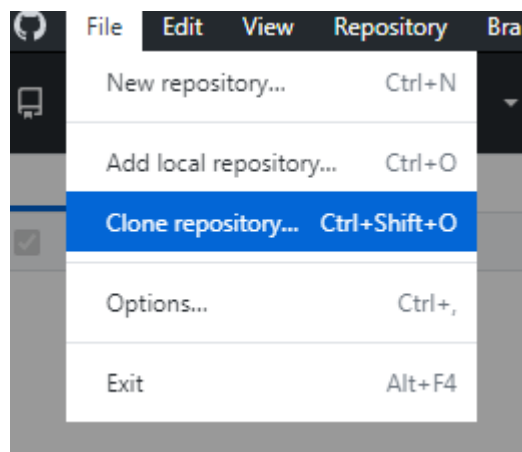 File Edit View Repository Bra
New repository... Ctrl+N
Add local repository... Ctrl+O
Clone repository... Ctrl+Shift+O
Options... Ctrl+,
Exit Alt+F4